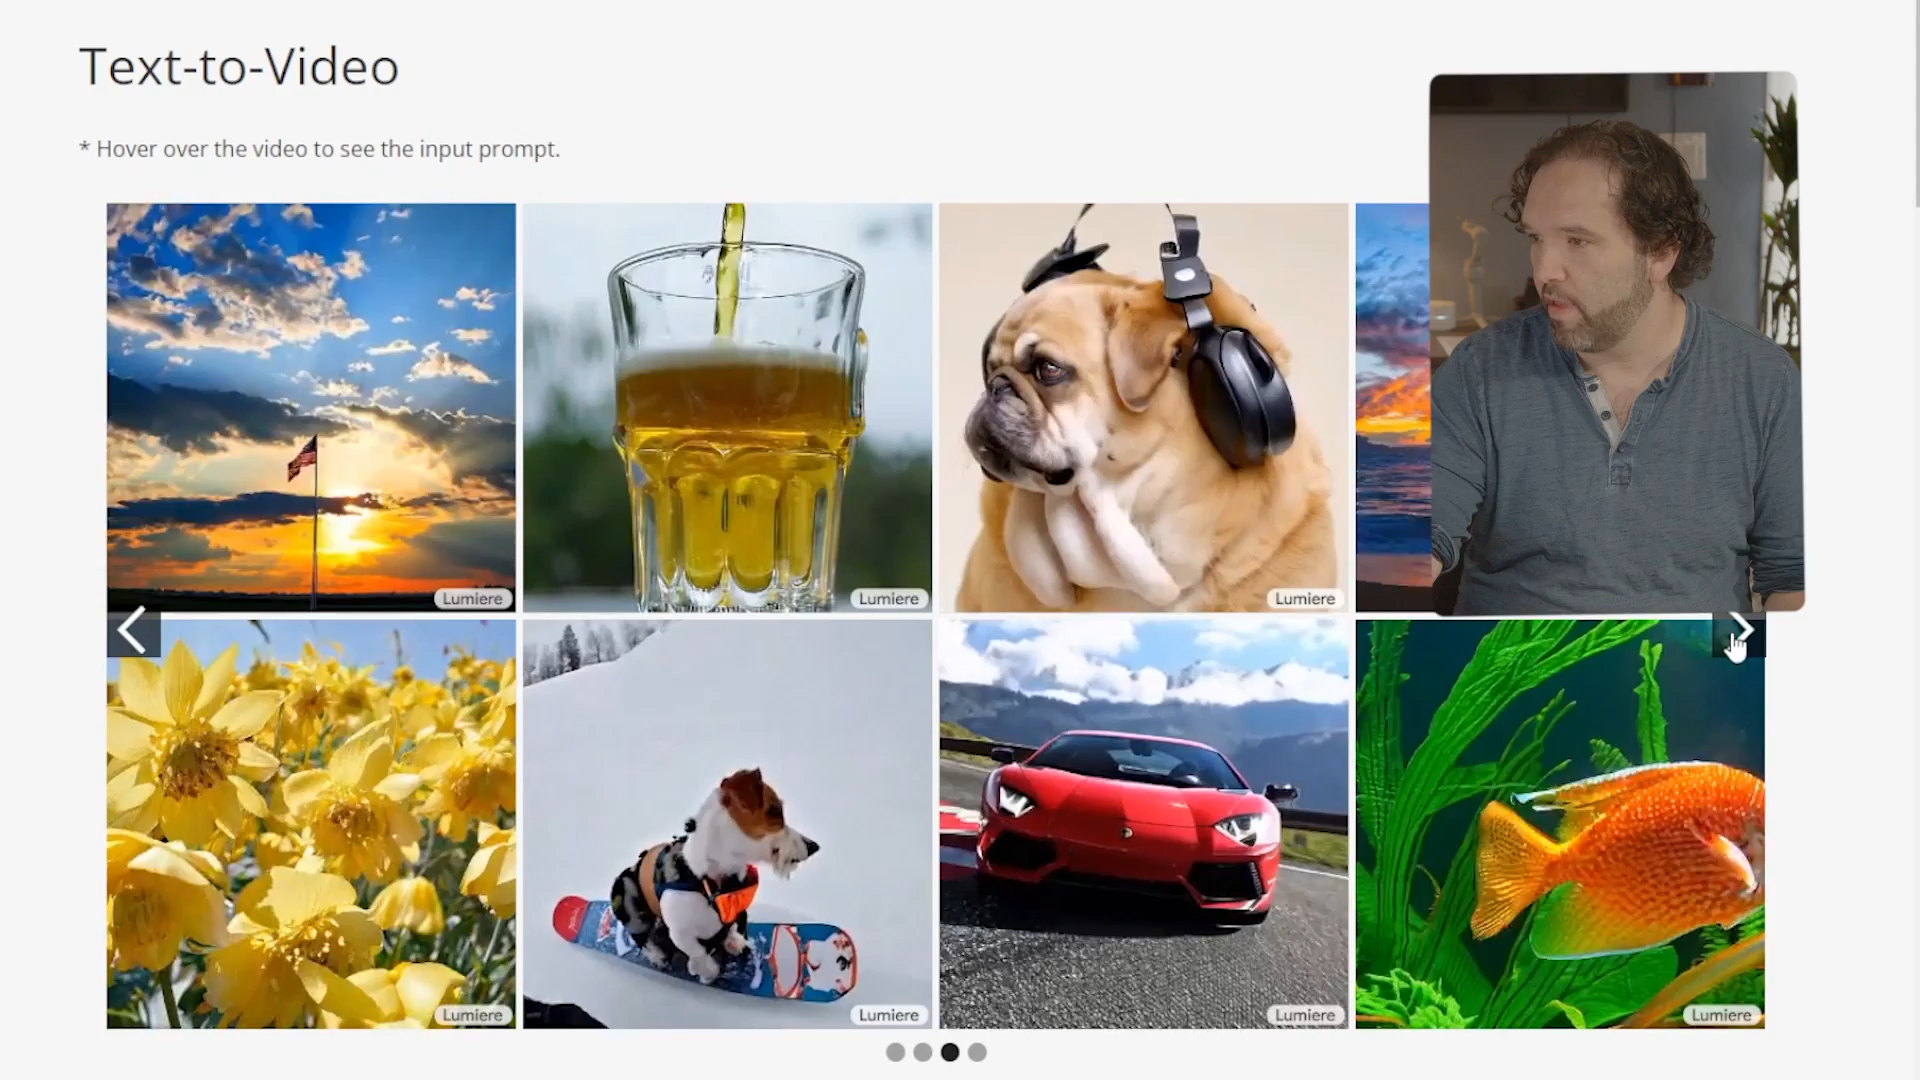 Text-to-Video
* Hover over the video to see the input prompt.
Lumiere
Lumiere
Lumiere
Lumiere
Lumiere
Lumiere
Lumiere